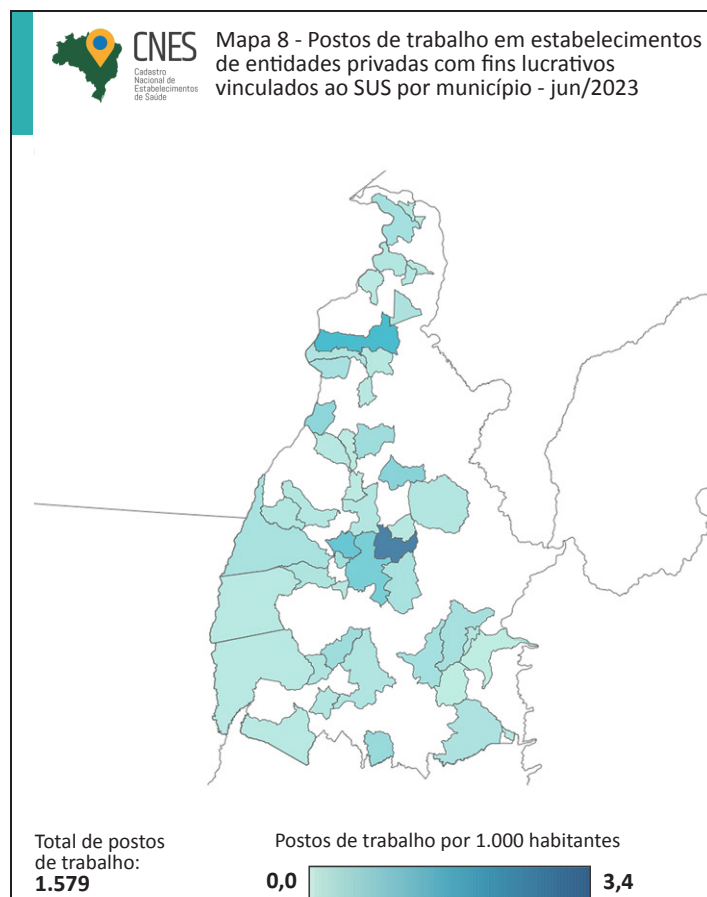 CNES
Cadastro
Nacional de
Estabelecimentos
de Saúde
Mapa 8 - Postos de trabalho em estabelecimentos
de entidades privadas com fins lucrativos
vinculados ao SUS por município - jun/2023
Total de postos
de trabalho:
1.579
Postos de trabalho por 1.000 habitantes
0,0
3,4